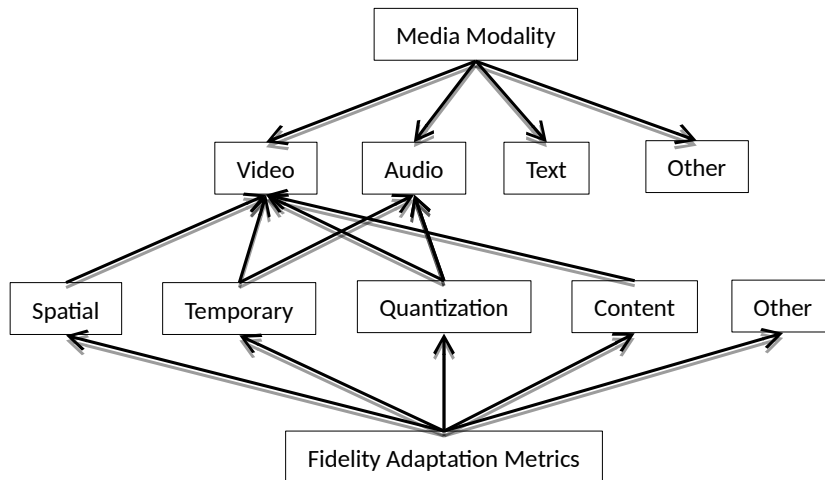 Media Modality
Video
Audio
Text
Other
Spatial
Temporary
Quantization
Content
Other
Fidelity Adaptation Metrics